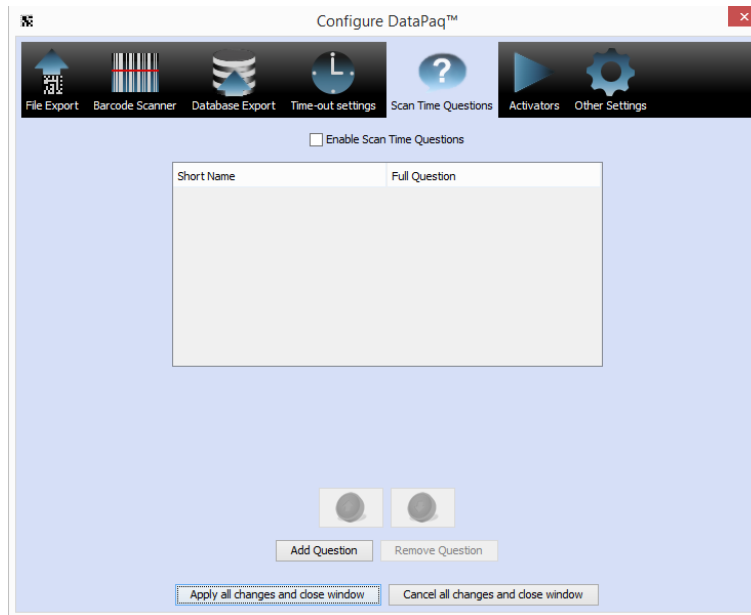 Configure DataPaq™
File Export Barcode Scanner Database Export Time-out settings Scan Time Questions Activators Other Settings
Enable Scan Time Questions
Short Name Full Question
Add Question Remove Question
Apply all changes and close window Cancel all changes and close window